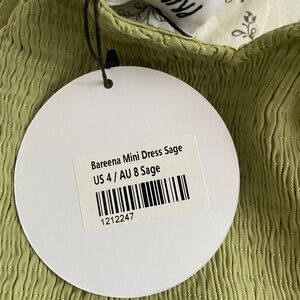 Bareena Mini Dress Sage
US 4 / AU 8 Sage
1212247